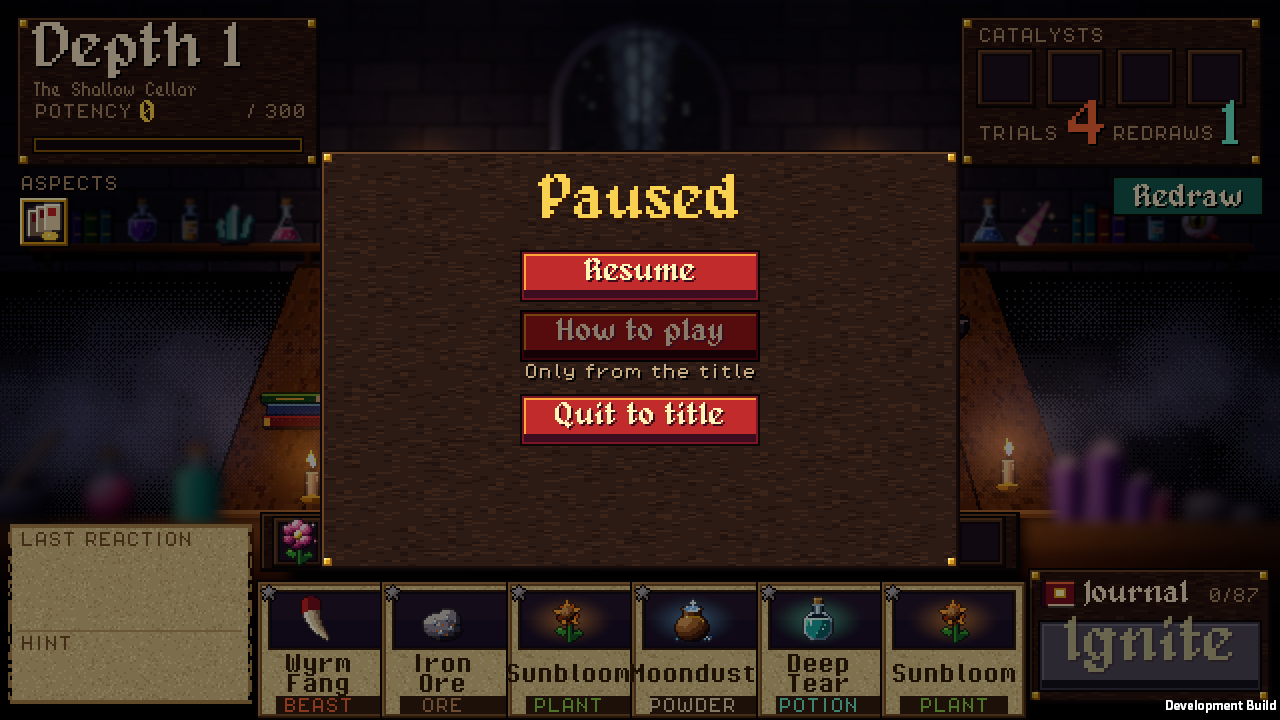 Depth 1
The Shallow Cellar
POTENCY 0 / 300
ASPECTS
CATALYSTS
TRIALS 4 REDRAWS 1
Redraw
Paused
Resume
How to play
Only from the title
Quit to title
LAST REACTION
HINT
Wyrm
Fang
BEAST
Iron
Ore
ORE
Sunbloom
PLANT
Moondust
POWDER
Deep
Tear
POTION
Sunbloom
PLANT
Journal 0/87
Ignite
Development Build